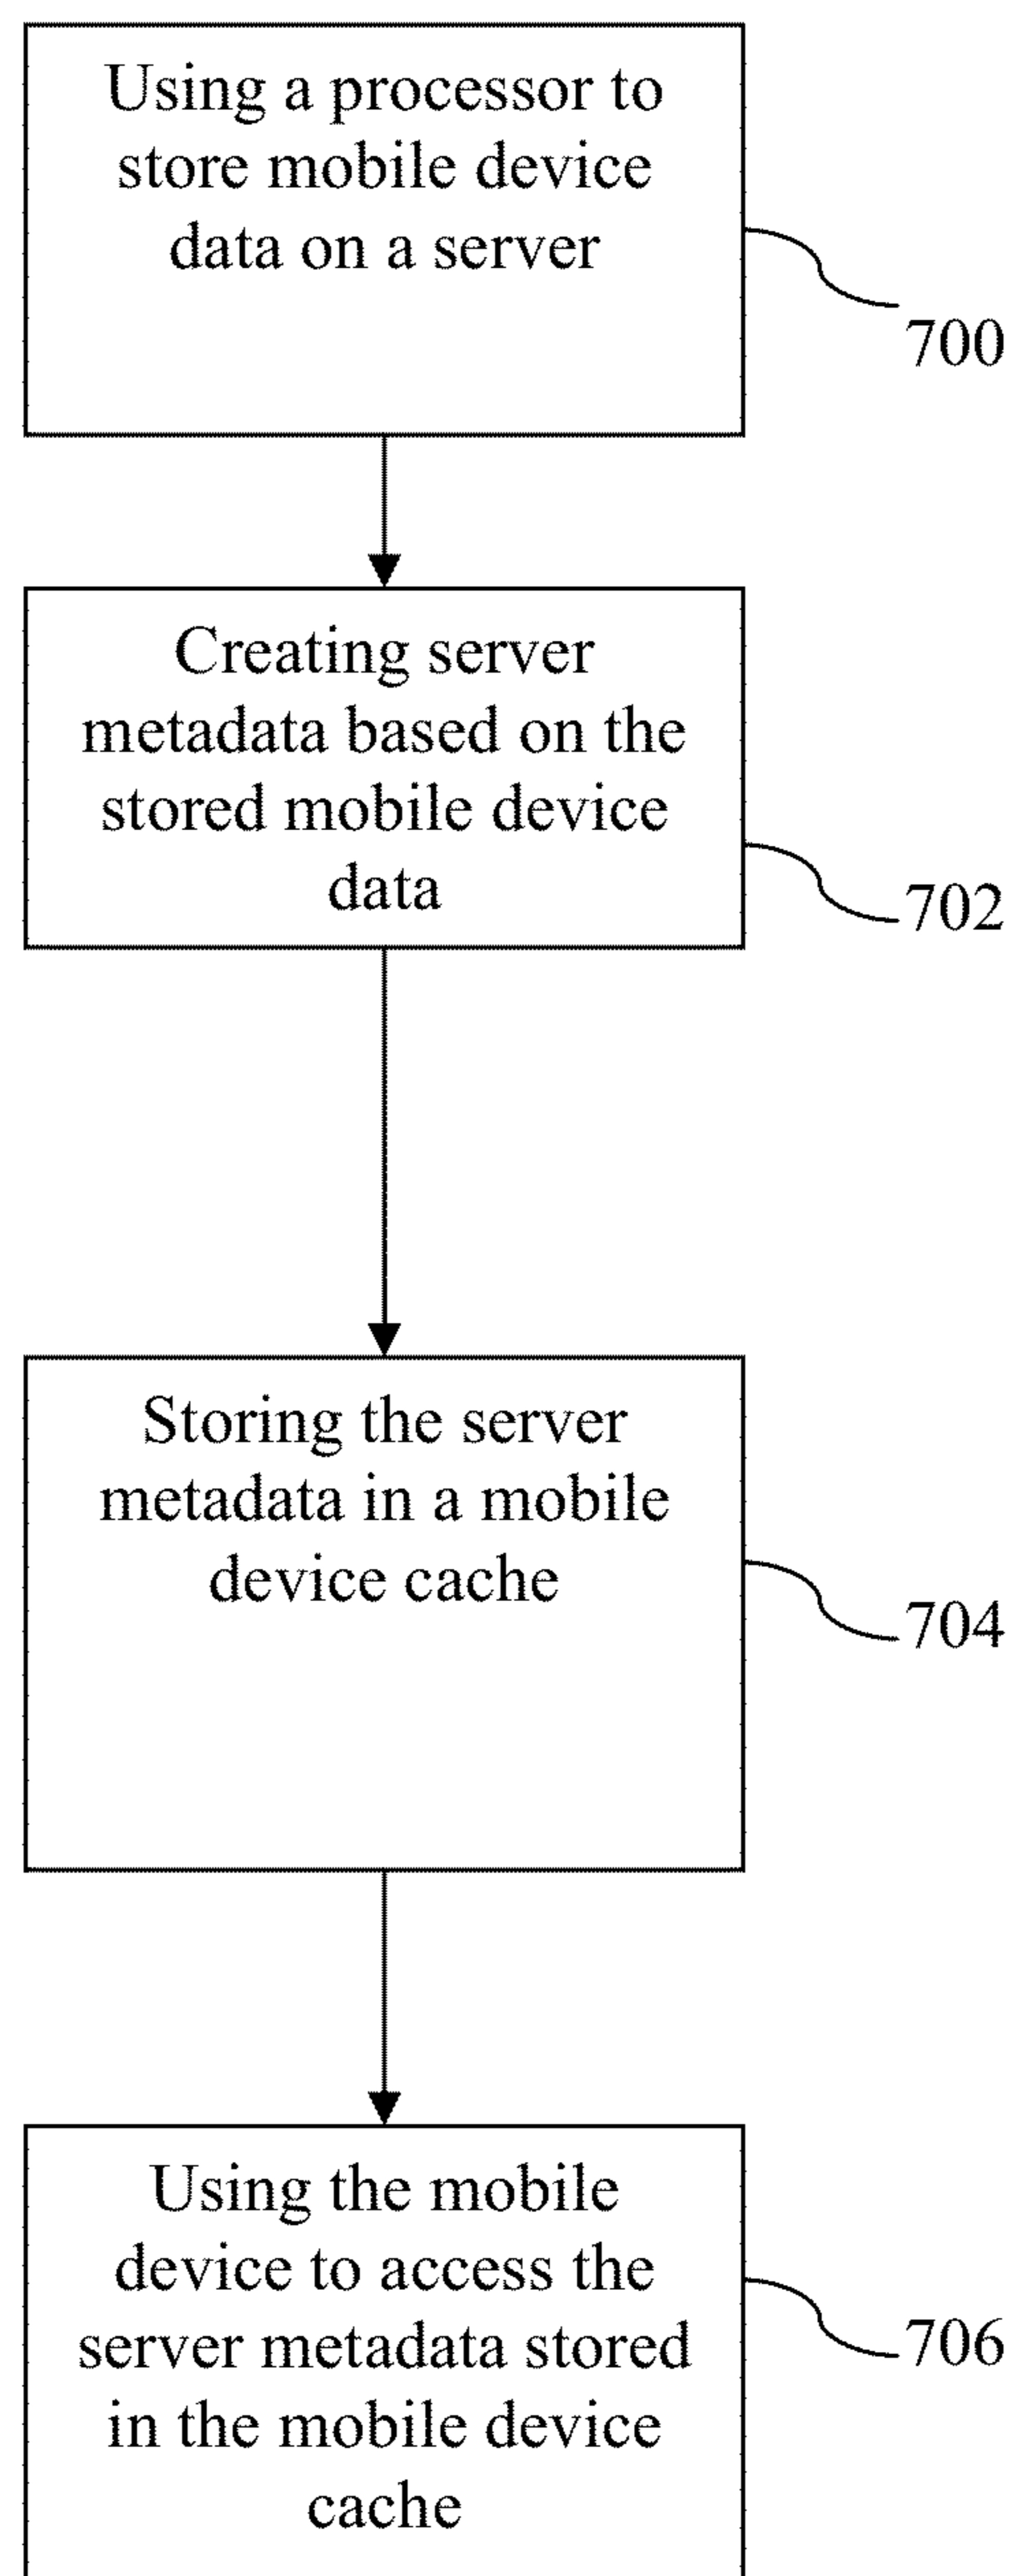 Using a processor to
store mobile device
data on a server
700
Creating server
metadata based on the
stored mobile device
data
702
Storing the server
metadata in a mobile
device cache
704
Using the mobile
device to access the
server metadata stored
in the mobile device
cache
706